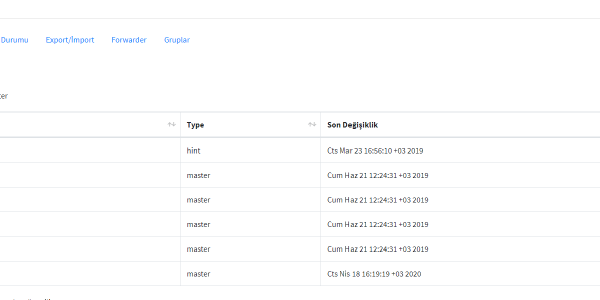 Durumu Export/İmport Forwarder Gruplar
Type Son Değişiklik
hint Cts Mar 23 16:56:10 +03 2019
master Cum Haz 21 12:24:31 +03 2019
master Cum Haz 21 12:24:31 +03 2019
master Cum Haz 21 12:24:31 +03 2019
master Cum Haz 21 12:24:31 +03 2019
master Cts Nis 18 16:19:19 +03 2020